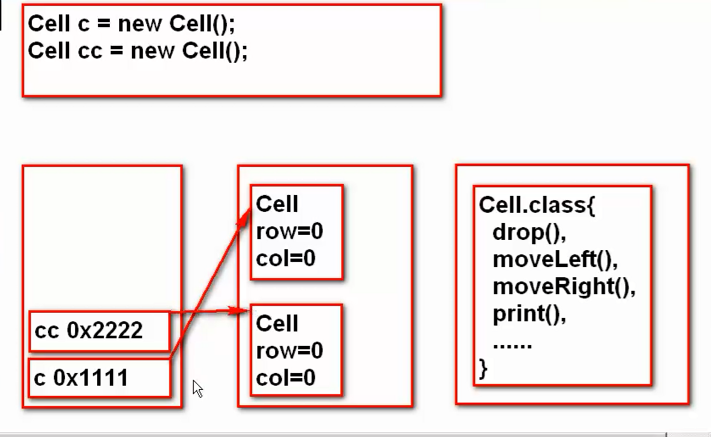 Cell c = new Cell();
Cell cc = new Cell();
cc 0x2222
c 0x1111
Cell
row=0
col=0
Cell
row=0
col=0
Cell.class{
drop(),
moveLeft(),
moveRight(),
print(),
......
}